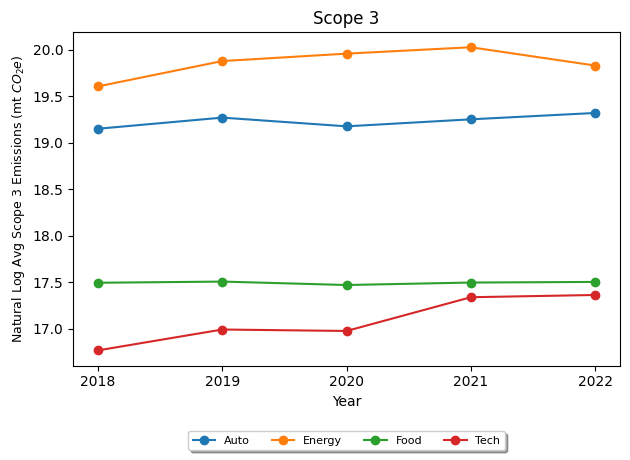 Scope 3
Natural Log Avg Scope 3 Emissions (mt CO₂e)
20.0
19.5
19.0
18.5
18.0
17.5
17.0
2018 2019 2020 2021 2022
Year
Auto Energy Food Tech